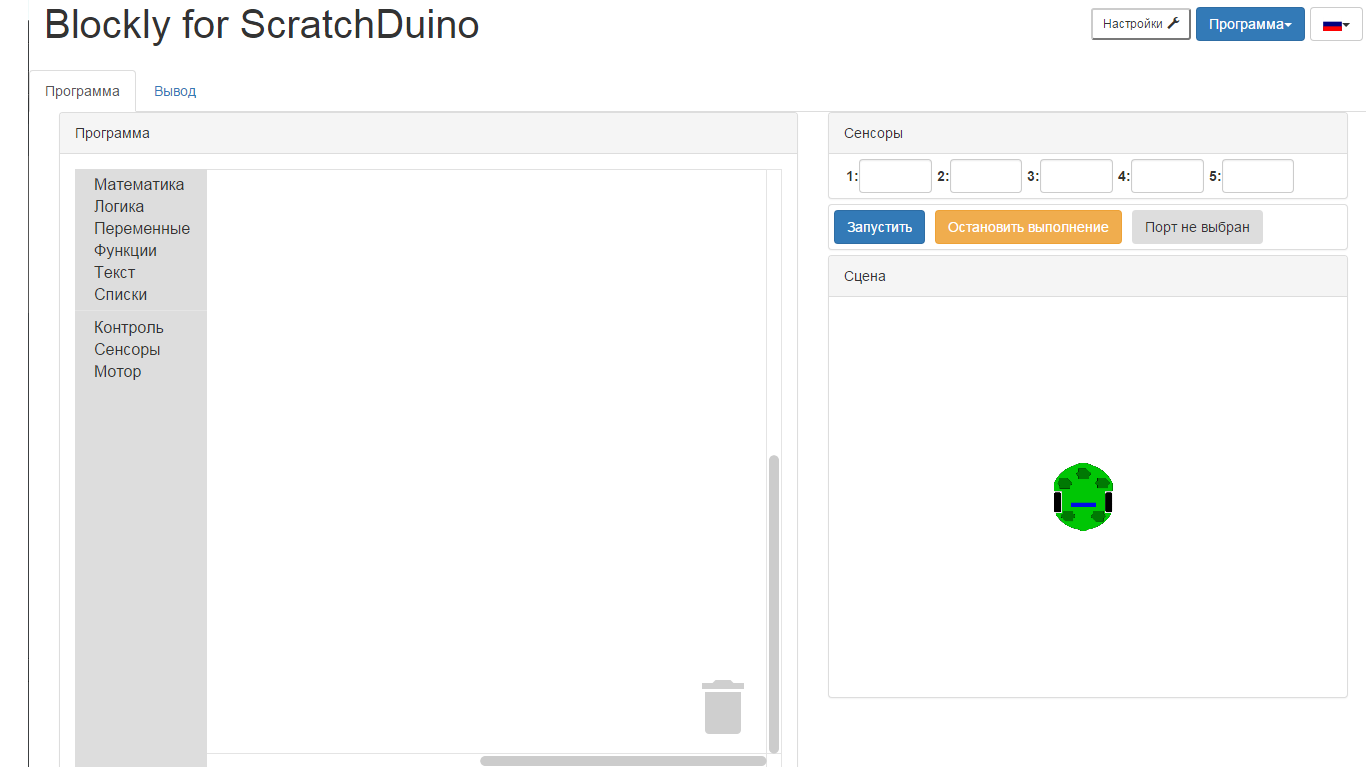 Blockly for ScratchDuino
Настройки
Программа
Программа
Вывод
Программа
Математика
Логика
Переменные
Функции
Текст
Списки
Контроль
Сенсоры
Мотор
Сенсоры
1: 2: 3: 4: 5:
Запустить
Остановить выполнение
Порт не выбран
Сцена